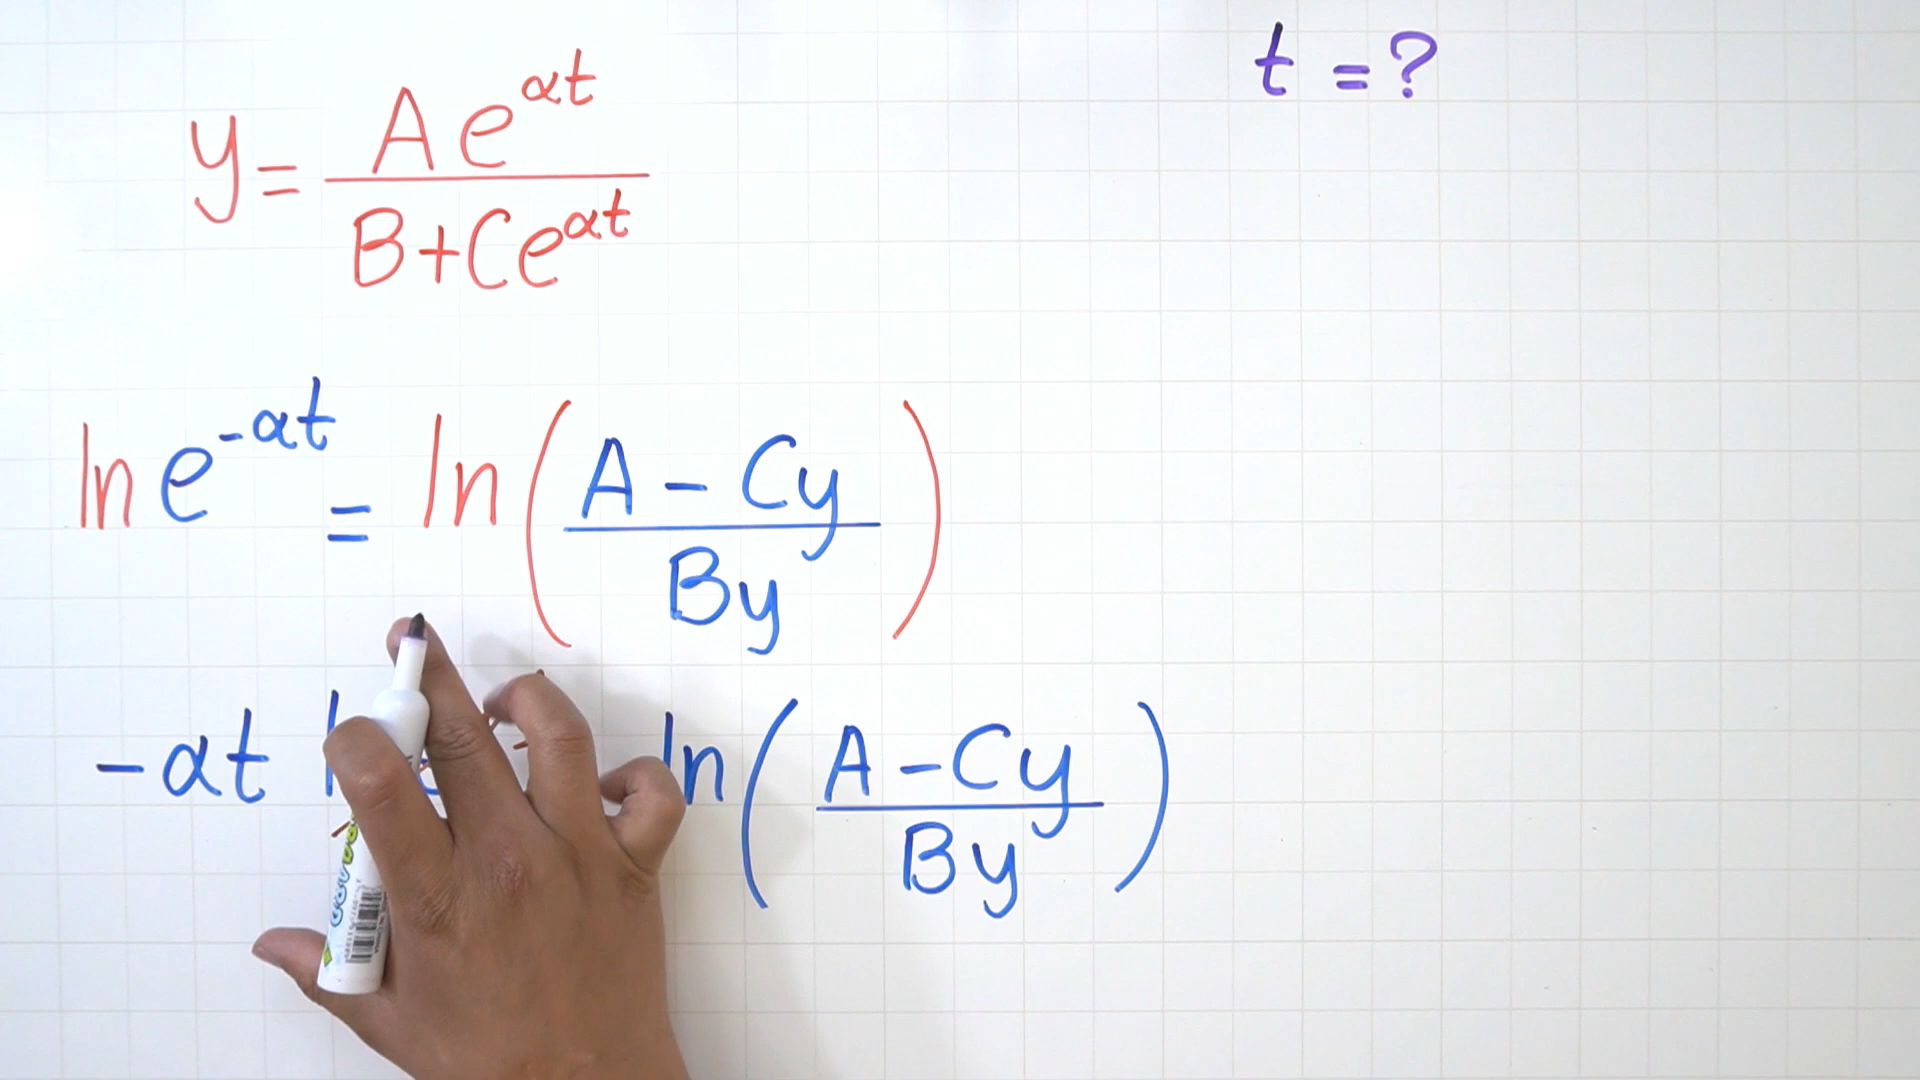 t = ?
y = Ae^{αt} / (B+Ce^{αt})
ln e^{-αt} = ln((A - Cy) / By)
-αt ln((A - Cy) / By)